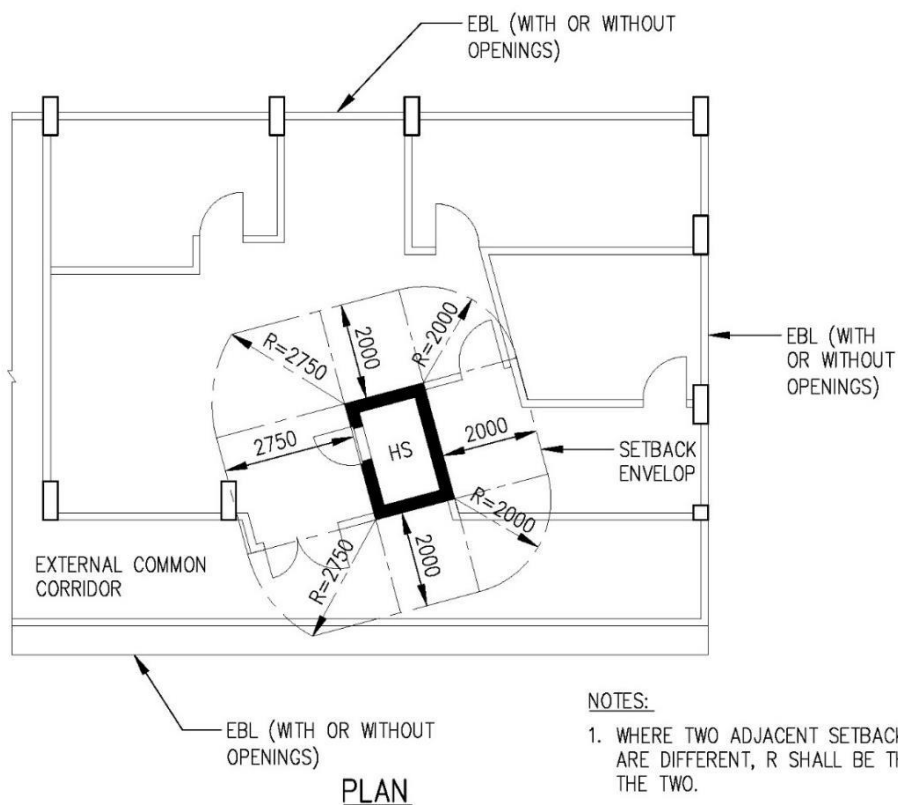 EBL (WITH OR WITHOUT
OPENINGS)
R=2750
2000
R=2000
EBL (WITH
OR WITHOUT
OPENINGS)
2750
HS
2000
SETBACK
ENVELOP
R=2000
R=2750
2000
EXTERNAL COMMON
CORRIDOR
EBL (WITH OR WITHOUT
OPENINGS)
PLAN
NOTES:
1. WHERE TWO ADJACENT SETBACK
ARE DIFFERENT, R SHALL BE
THE TWO.